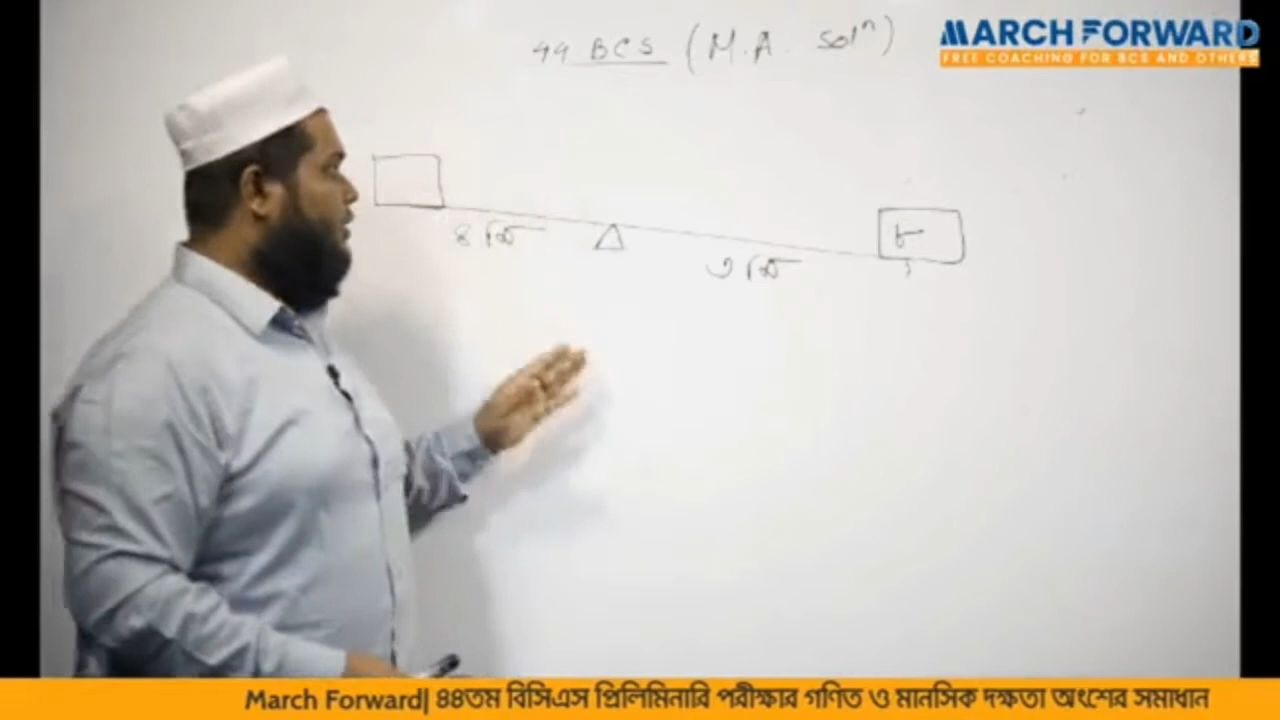 MARCH FORWARD
FREE COACHING FOR BCS AND OTHERS
44 BCS (M.A. Solⁿ)
৪ মি
৩ মি
৮
March Forward| ৪৪তম বিসিএস প্রিলিমিনারি পরীক্ষার গণিত ও মানসিক দক্ষতা অংশের সমাধান